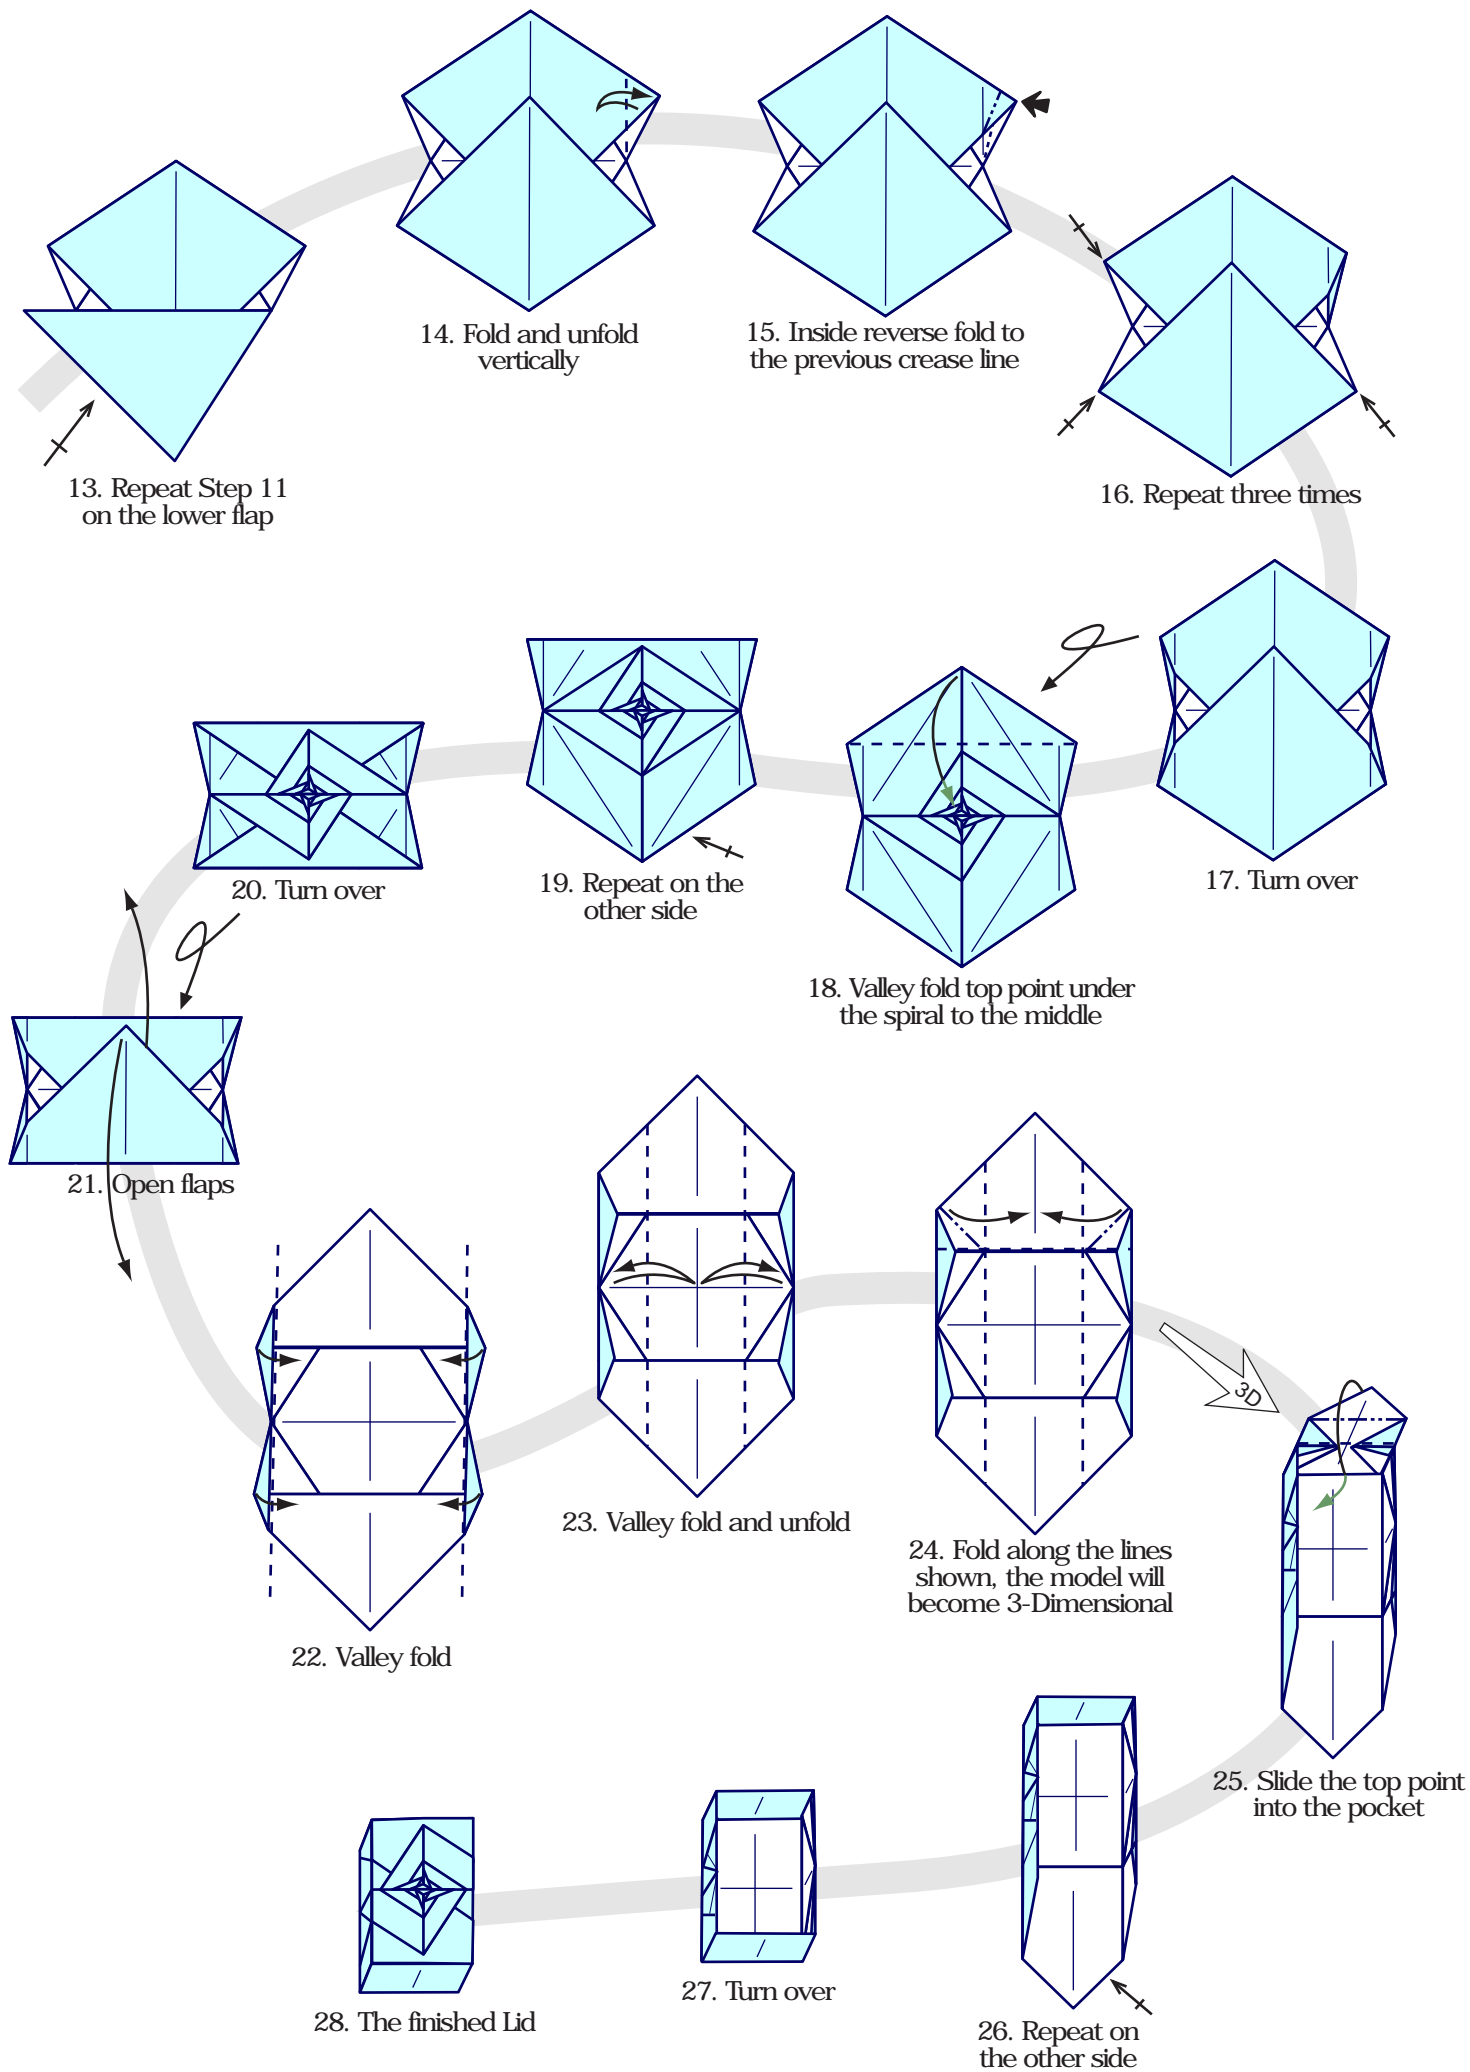 13. Repeat Step 11
on the lower flap
14. Fold and unfold
vertically
15. Inside reverse fold to
the previous crease line
16. Repeat three times
17. Turn over
18. Valley fold top point under
the spiral to the middle
19. Repeat on the
other side
20. Turn over
21. Open flaps
22. Valley fold
23. Valley fold and unfold
24. Fold along the lines
shown, the model will
become 3-Dimensional
3D
25. Slide the top point
into the pocket
26. Repeat on
the other side
27. Turn over
28. The finished Lid